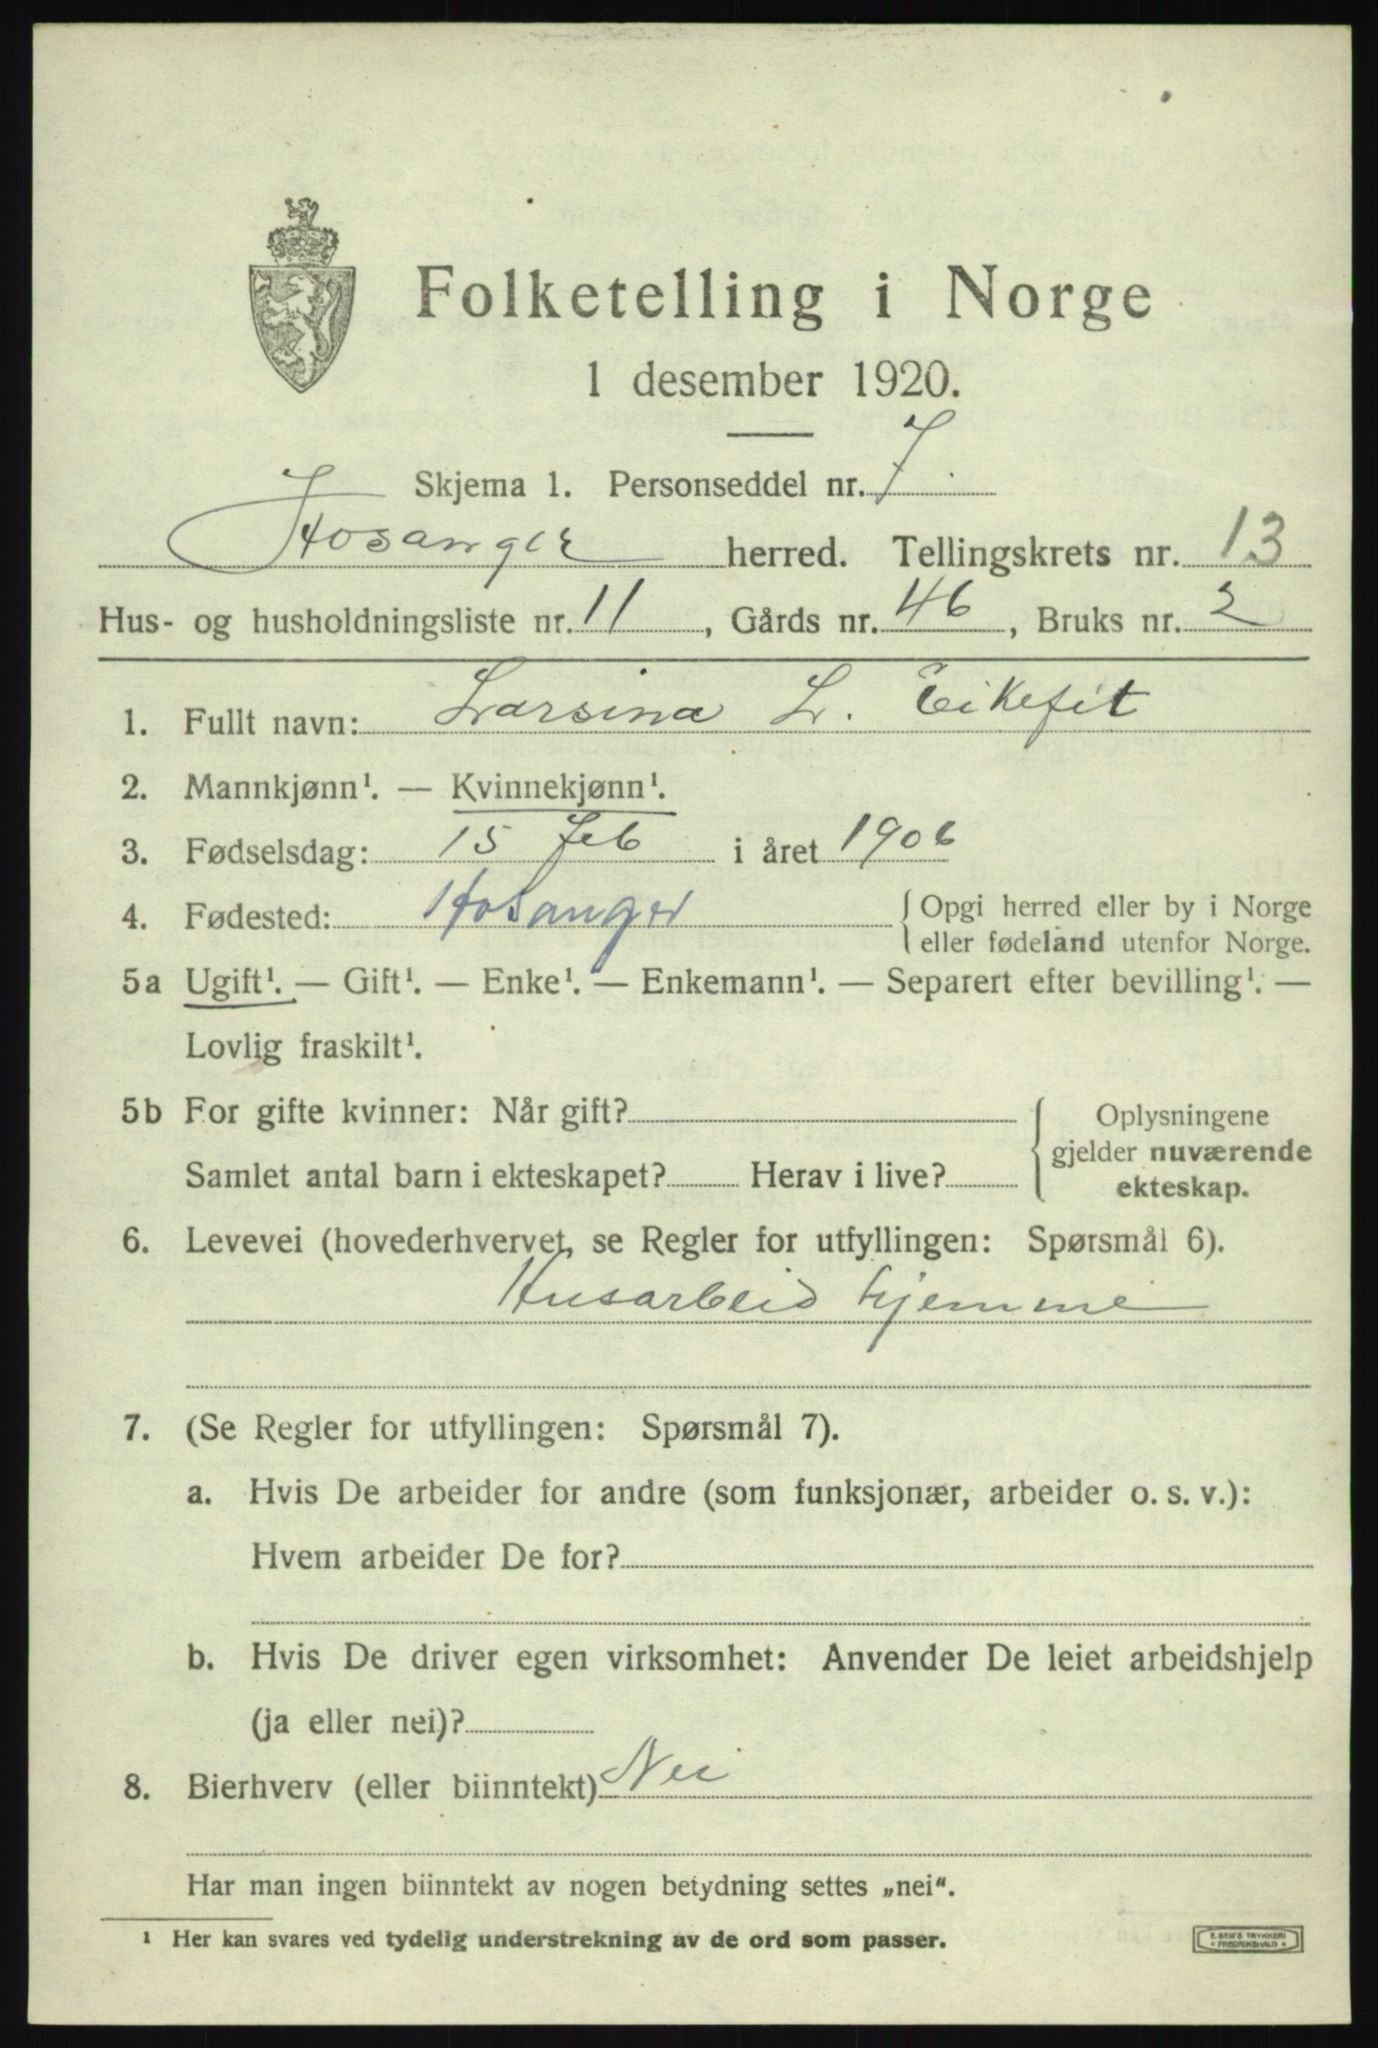 Folketelling i Norge
1 desember 1920.
Skjema 1. Personseddel nr. 7.
Hosanger herred. Tellingskrets nr. 13
Hus- og husholdningsliste nr. 11, Gårds nr. 46, Bruks nr. 2
1. Fullt navn: Larsina L. Eikefit
2. Mannkjønn¹. — Kvinnekjønn¹.
3. Fødselsdag: 15 Feb i året 1906
4. Fødested: Hosanger { Opgi herred eller by i Norge
eller fødeland utenfor Norge.
5a Ugift¹. — Gift¹. — Enke¹. — Enkemann¹. — Separert efter bevilling¹. —
Lovlig fraskilt¹.
5b For gifte kvinner: Når gift? { Oplysningene
gjelder nuværende
Samlet antal barn i ekteskapet? Herav i live? ekteskap.
6. Levevei (hovederhvervet, se Regler for utfyllingen: Spørsmål 6).
Husarbeid hjemme
7. (Se Regler for utfyllingen: Spørsmål 7).
a. Hvis De arbeider for andre (som funksjonær, arbeider o. s. v.):
Hvem arbeider De for?
b. Hvis De driver egen virksomhet: Anvender De leiet arbeidshjelp
(ja eller nei)?
8. Bierhverv (eller biinntekt) Nei
Har man ingen biinntekt av nogen betydning settes „nei“.
¹ Her kan svares ved tydelig understrekning av de ord som passer.
E. SEM'S TRYKKERI
• FREDRIKSHALD •